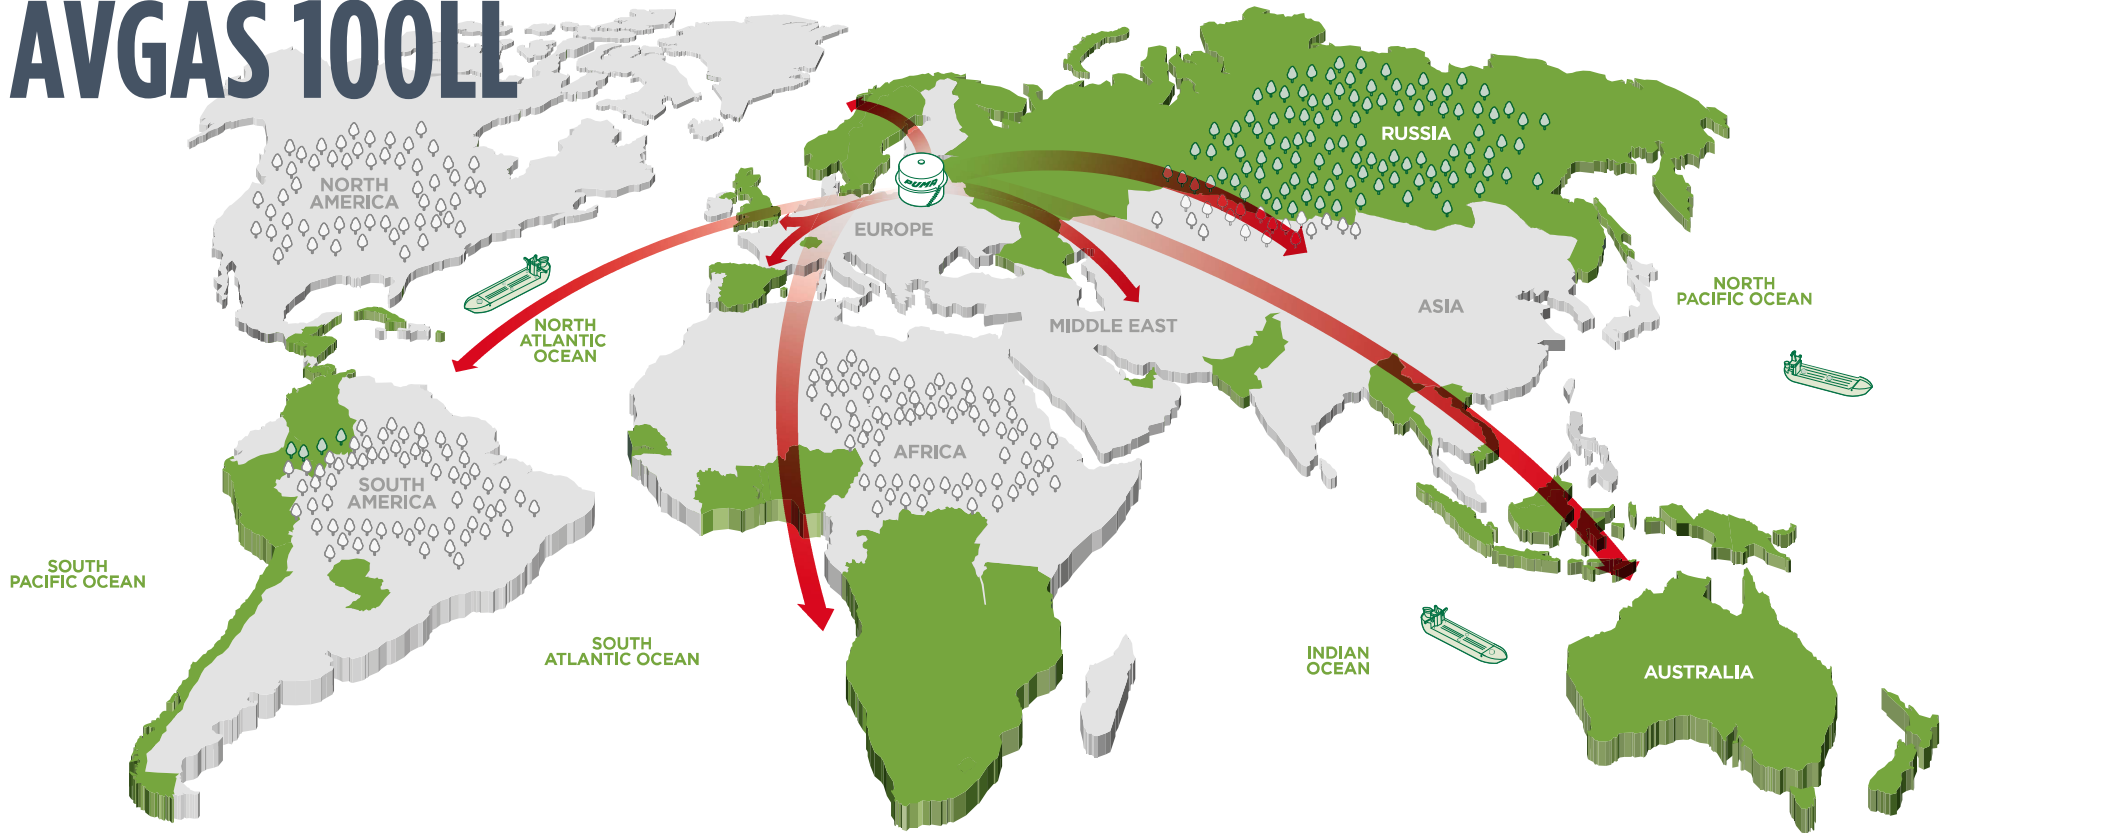 AVGAS 100LL
RUSSIA
NORTH
AMERICA
PUMA
EUROPE
NORTH
PACIFIC OCEAN
ASIA
MIDDLE EAST
NORTH
ATLANTIC
OCEAN
AFRICA
SOUTH
AMERICA
SOUTH
PACIFIC OCEAN
SOUTH
ATLANTIC OCEAN
INDIAN
OCEAN
AUSTRALIA